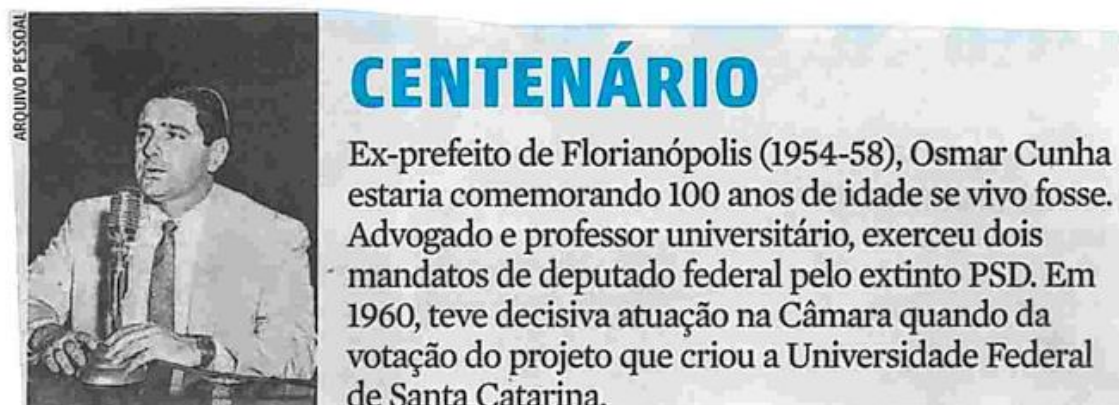 ARQUIVO PESSOAL
CENTENÁRIO
Ex-prefeito de Florianópolis (1954-58), Osmar Cunha
estaria comemorando 100 anos de idade se vivo fosse.
Advogado e professor universitário, exerceu dois
mandatos de deputado federal pelo extinto PSD. Em
1960, teve decisiva atuação na Câmara quando da
votação do projeto que criou a Universidade Federal
de Santa Catarina.